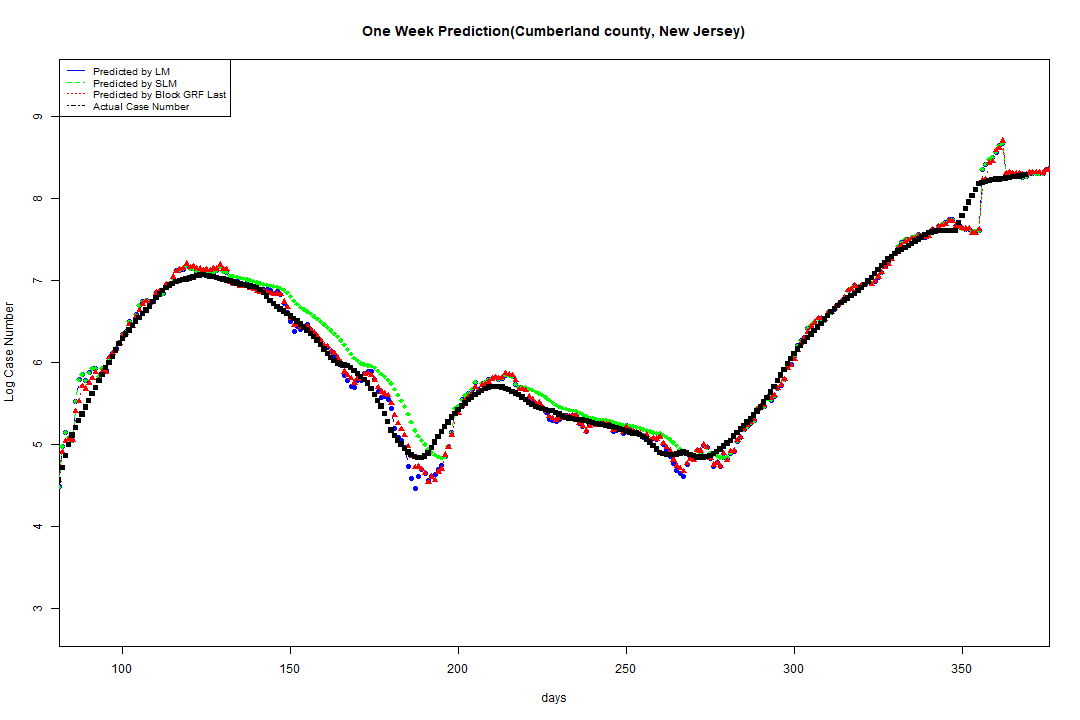 One Week Prediction(Cumberland county, New Jersey)
Predicted by LM
Predicted by SLM
Predicted by Block GRF Last
Actual Case Number
9
8
7
6
5
4
3
Log Case Number
100 150 200 250 300 350
days